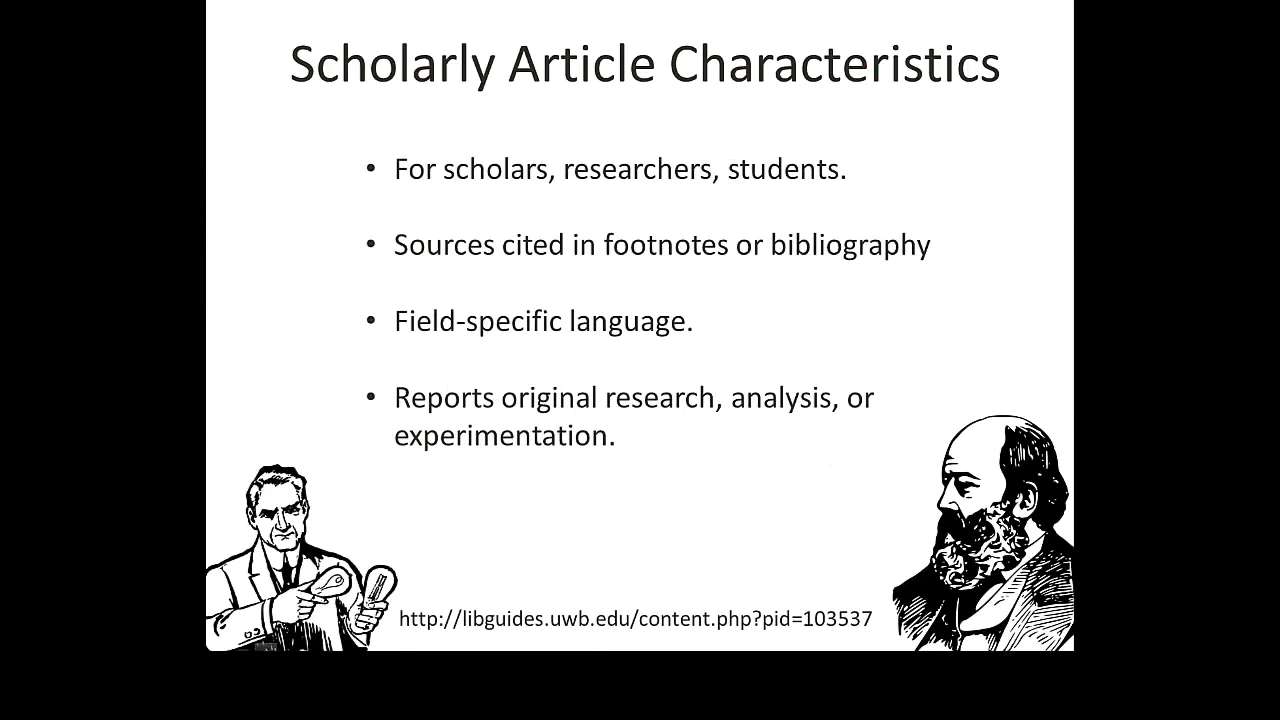 Scholarly Article Characteristics
• For scholars, researchers, students.
• Sources cited in footnotes or bibliography
• Field-specific language.
• Reports original research, analysis, or
experimentation.
http://libguides.uwb.edu/content.php?pid=103537